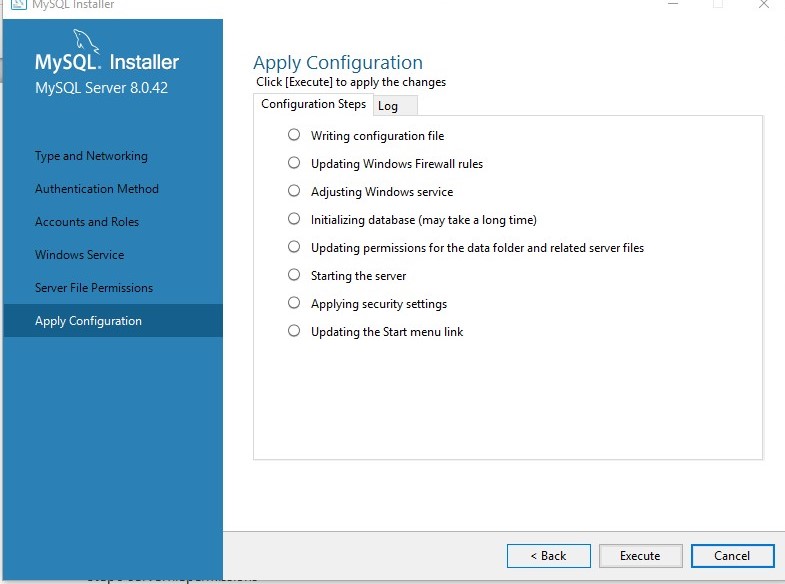 MySQL Installer
MySQL. Installer
MySQL Server 8.0.42
Type and Networking
Authentication Method
Accounts and Roles
Windows Service
Server File Permissions
Apply Configuration
Apply Configuration
Click [Execute] to apply the changes
Configuration Steps
Log
Writing configuration file
Updating Windows Firewall rules
Adjusting Windows service
Initializing database (may take a long time)
Updating permissions for the data folder and related server files
Starting the server
Applying security settings
Updating the Start menu link
< Back
Execute
Cancel